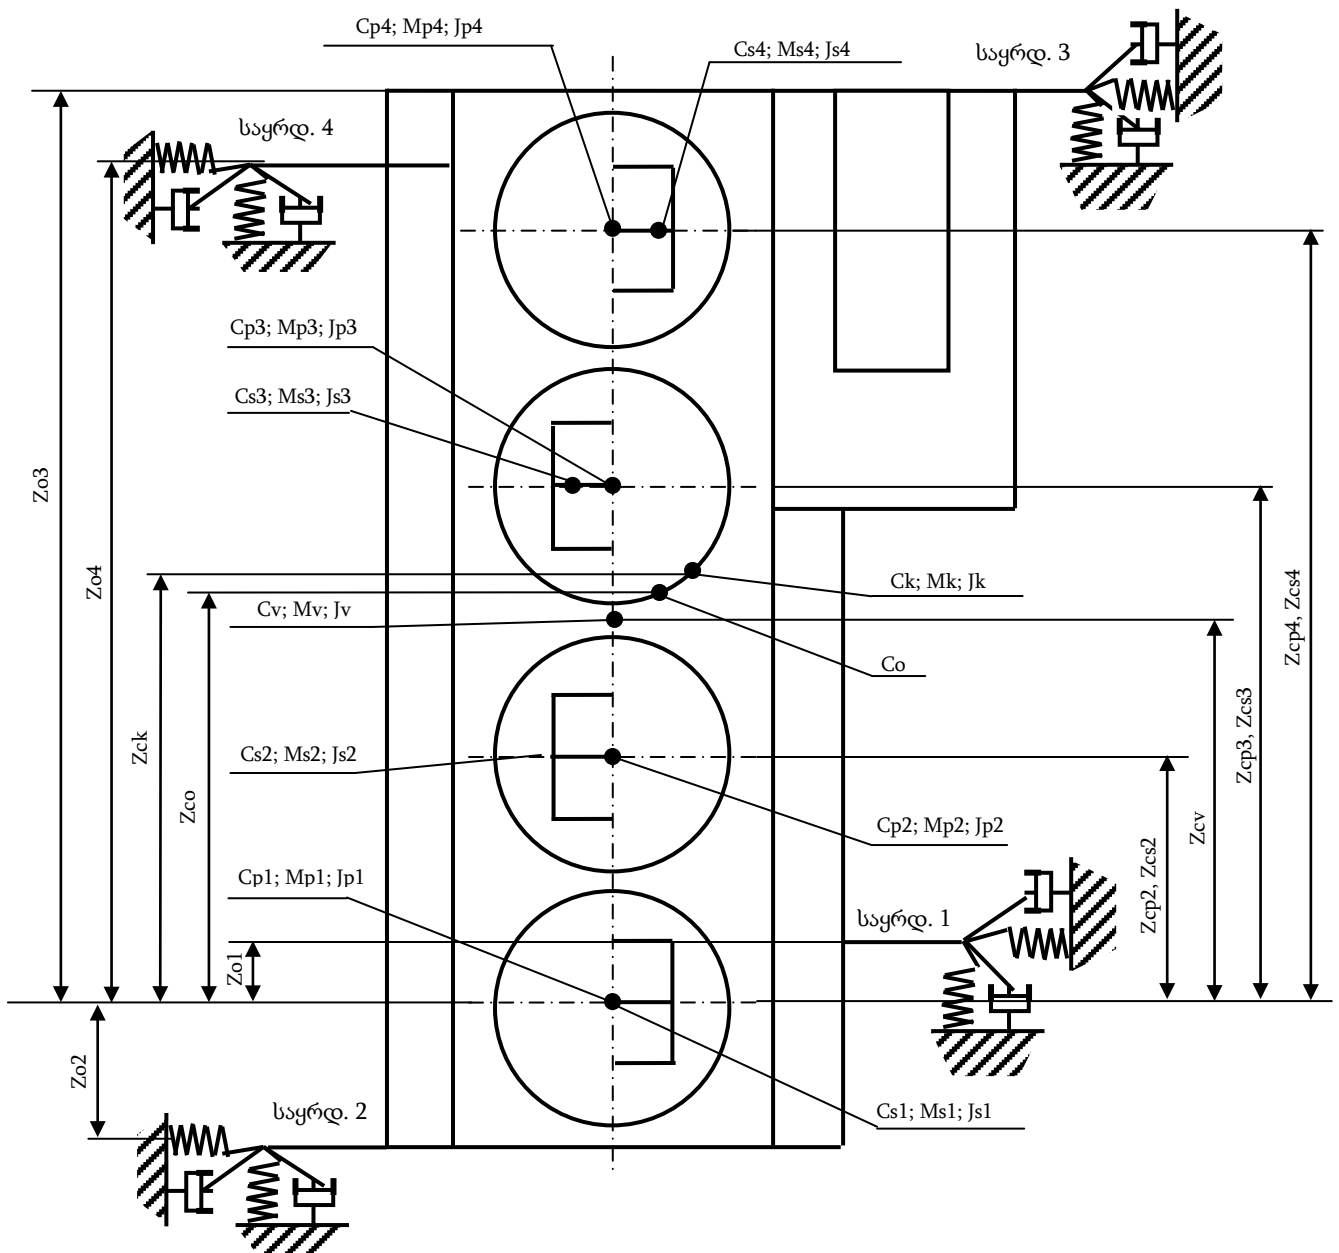 Cp4; Mp4; Jp4
Cs4; Ms4; Js4
საყრდ. 3
საყრდ. 4
Cp3; Mp3; Jp3
Cs3; Ms3; Js3
Zo3
Zo4
Ck; Mk; Jk
Cv; Mv; Jv
Co
Zcp4, Zcs4
Zcp3, Zcs3
Zck
Zco
Cs2; Ms2; Js2
Zcv
Cp2; Mp2; Jp2
Zcp2, Zcs2
Cp1; Mp1; Jp1
საყრდ. 1
Zo1
Zo2
საყრდ. 2
Cs1; Ms1; Js1